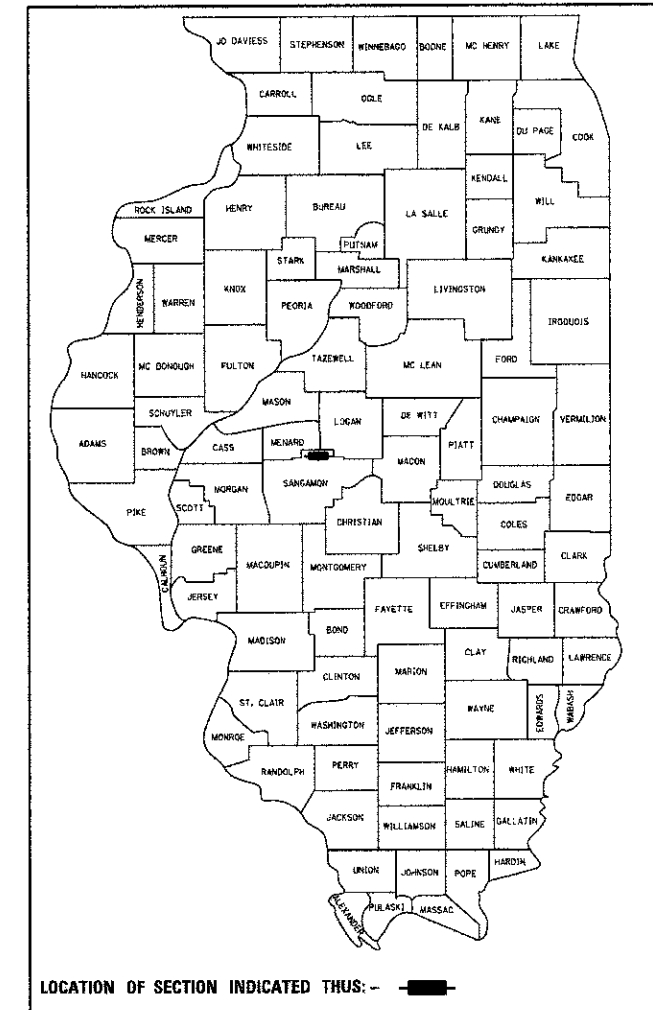 JO DAVIESS STEPHENSON WINNEBAGO BOONE MC HENRY LAKE
CARROLL OGLE DE KALB KANE DU PAGE COOK
WHITESIDE LEE KENDALL WILL
ROCK ISLAND HENRY BUREAU LA SALLE GRUNDY
MERCER STARK PUTNAM KANKAKEE
HENDERSON WARREN KNOX MARSHALL LIVINGSTON
PEORIA WOODFORD IROQUOIS
HANCOCK MC DONOUGH FULTON TAZEWELL MC LEAN FORD
SCHUYLER MASON LOGAN DE WITT CHAMPAIGN VERMILION
ADAMS BROWN CASS MENARD MACON PIATT
PIKE SCOTT MORGAN SANGAMON MOULTRIE DOUGLAS EDGAR
CHRISTIAN COLES
CALHOUN GREENE MACOUPIN MONTGOMERY SHELBY CUMBERLAND CLARK
JERSEY FAYETTE EFFINGHAM JASPER CRAWFORD
MADISON BOND CLAY RICHLAND LAWRENCE
CLINTON MARION
ST. CLAIR WAYNE EDWARDS WABASH
MONROE WASHINGTON JEFFERSON
RANDOLPH PERRY HAMILTON WHITE
FRANKLIN
JACKSON WILLIAMSON SALINE GALLATIN
UNION JOHNSON POPE HARDIN
ALEXANDER PULASKI MASSAC
LOCATION OF SECTION INDICATED THUS:-